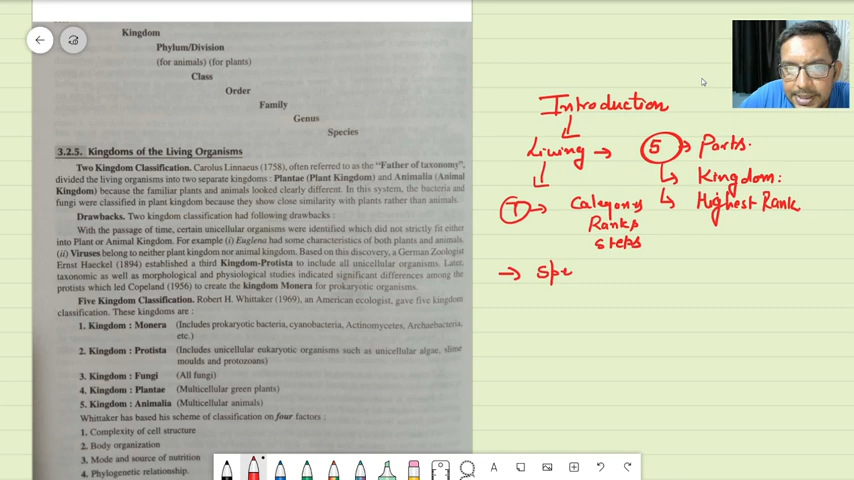 Kingdom
Phylum/Division
(for animals) (for plants)
Class
Order
Family
Genus
Species
3.2.5. Kingdoms of the Living Organisms
Two Kingdom Classification. Carolus Linnaeus (1758), often referred to as the "Father of taxonomy",
divided the living organisms into two separate kingdoms : Plantae (Plant Kingdom) and Animalia (Animal
Kingdom) because the familiar plants and animals looked clearly different. In this system, the bacteria and
fungi were classified in plant kingdom because they show close similarity with plants rather than animals.
Drawbacks. Two kingdom classification had following drawbacks :
With the passage of time, certain unicellular organisms were identified which did not strictly fit either
into Plant or Animal Kingdom. For example (i) Euglena had some characteristics of both plants and animals.
(ii) Viruses belong to neither plant kingdom nor animal kingdom. Based on this discovery, a German Zoologist
Ernst Haeckel (1894) established a third Kingdom-Protista to include all unicellular organisms. Later,
taxonomic as well as morphological and physiological studies indicated significant differences among the
protists which led Copeland (1956) to create the kingdom Monera for prokaryotic organisms.
Five Kingdom Classification. Robert H. Whittaker (1969), an American ecologist, gave five kingdom
classification. These kingdoms are :
1. Kingdom : Monera (Includes prokaryotic bacteria, cyanobacteria, Actinomycetes, Archaebacteria,
etc.)
2. Kingdom : Protista (Includes unicellular eukaryotic organisms such as unicellular algae, slime
moulds and protozoans)
3. Kingdom : Fungi (All fungi)
4. Kingdom : Plantae (Multicellular green plants)
5. Kingdom : Animalia (Multicellular animals)
Whittaker has based his scheme of classification on four factors :
1. Complexity of cell structure
2. Body organization
3. Mode and source of nutrition
4. Phylogenetic relationship.
Introduction
Living → 5 → Parts.
Kingdom:
Highest Rank
7 → Category
Ranks
steps
→ Spe
A